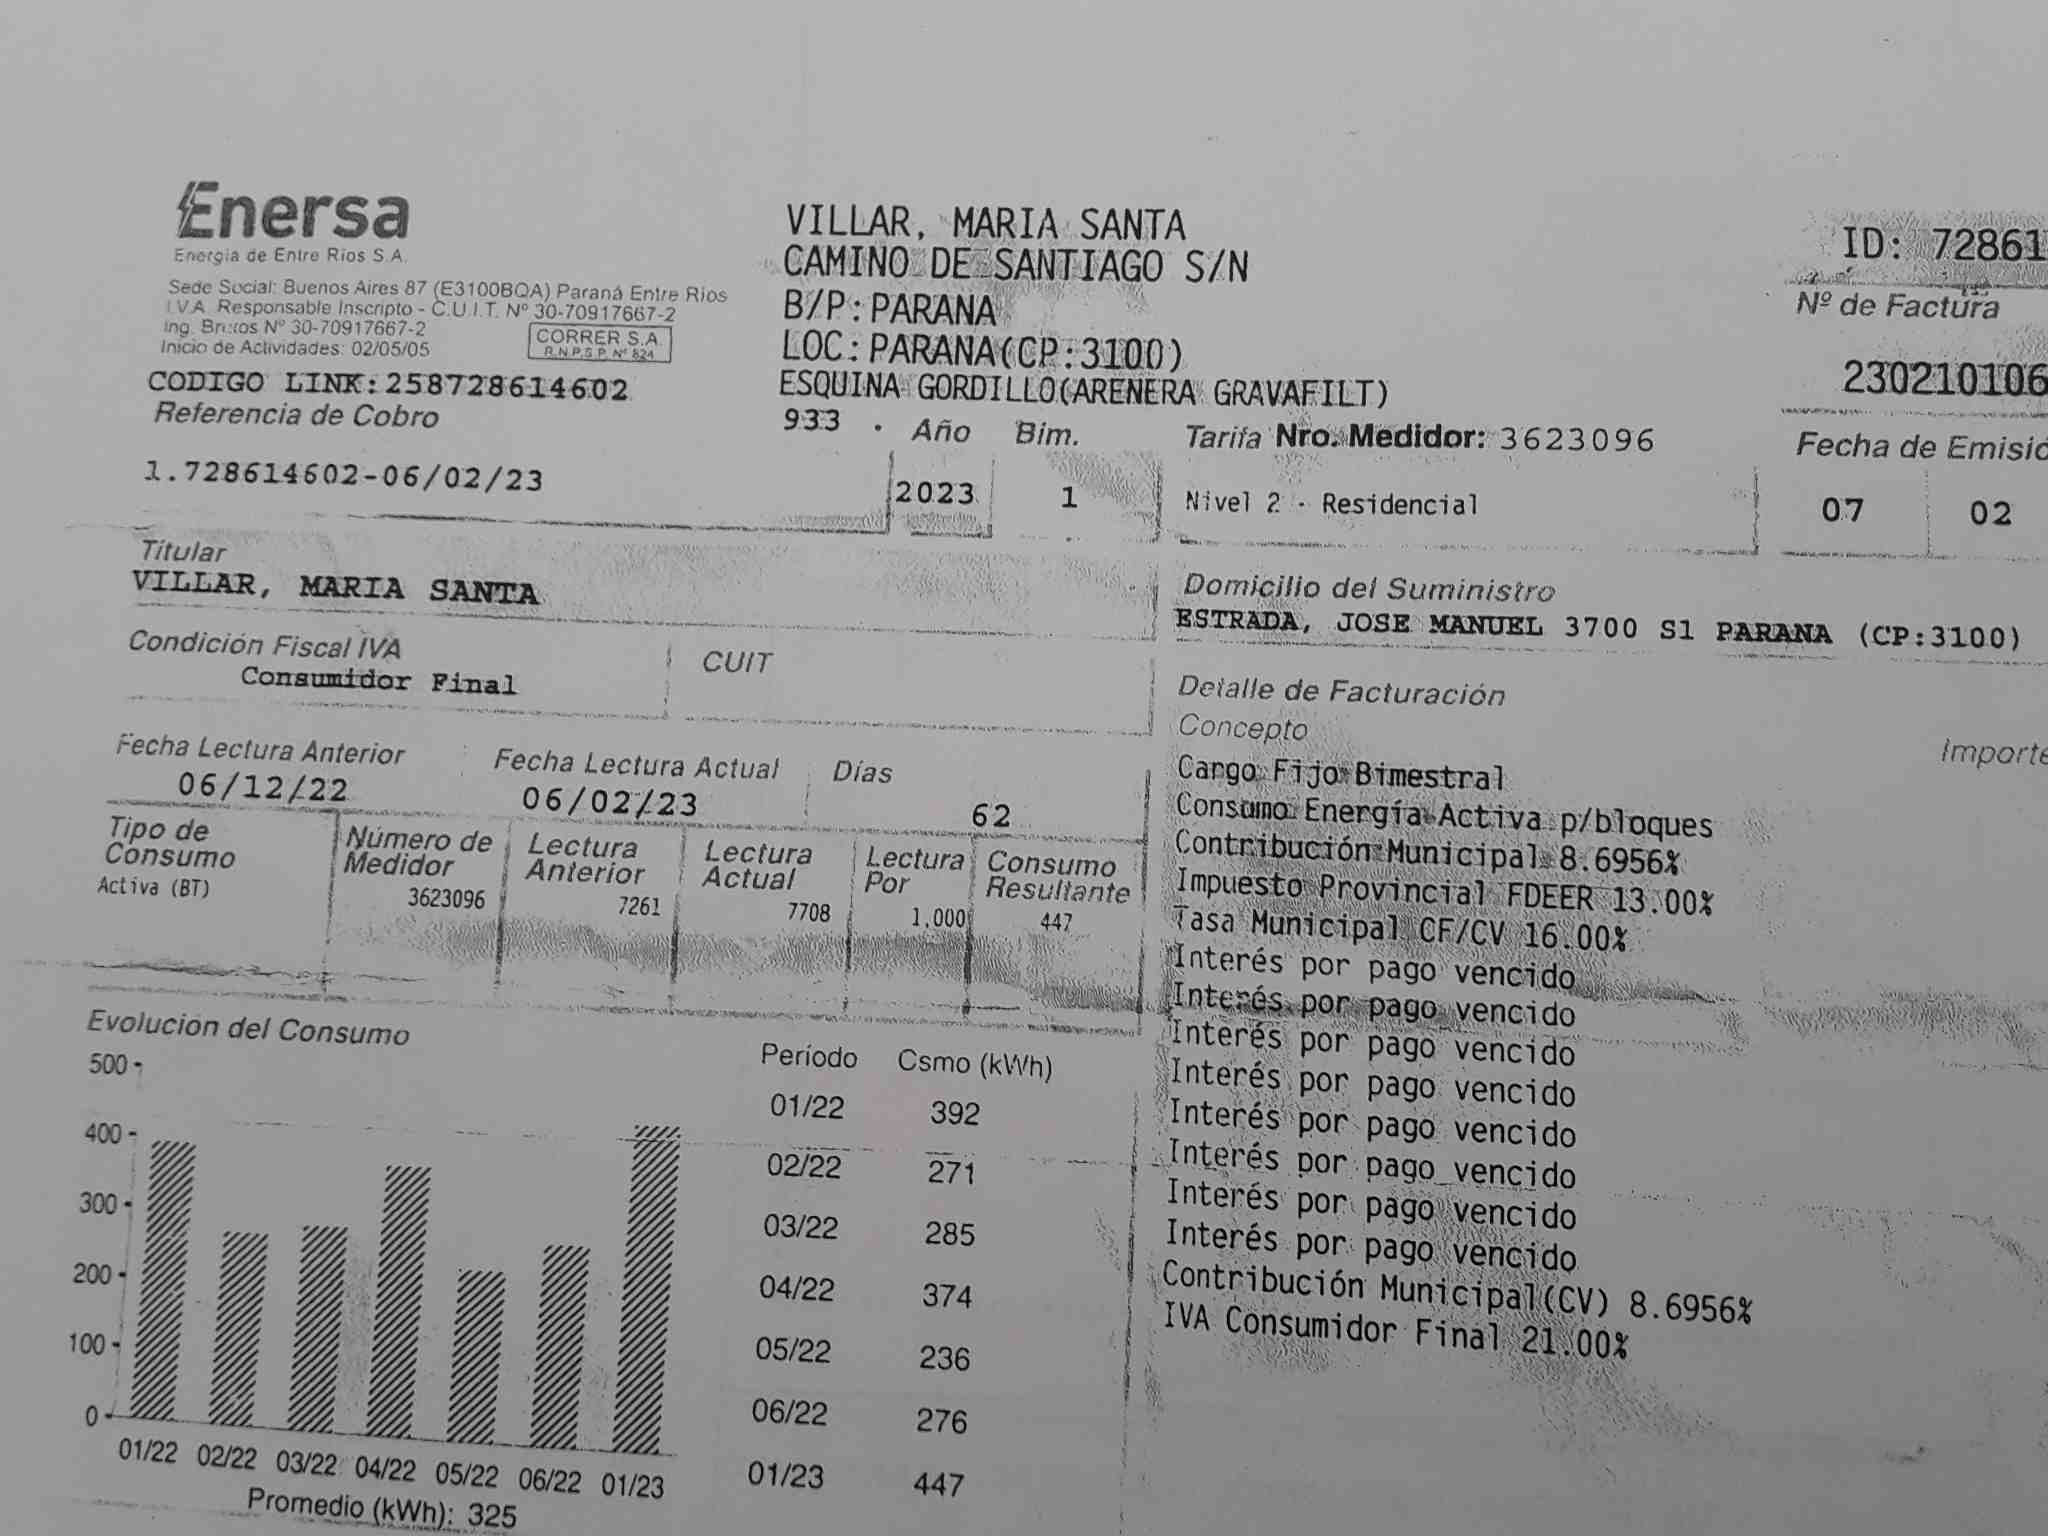 Enersa
Energía de Entre Ríos S.A.
Sede Social: Buenos Aires 87 (E3100BQA) Paraná Entre Ríos
I.V.A. Responsable Inscripto - C.U.I.T. Nº 30-70917667-2
Ing. Brutos Nº 30-70917667-2
Inicio de Actividades: 02/05/05
CORRER S.A.
R.N.P.S.P. Nº 824
CODIGO LINK:258728614602
Referencia de Cobro
1.728614602-06/02/23
VILLAR, MARIA SANTA
CAMINO DE SANTIAGO S/N
B/P: PARANA
LOC: PARANA(CP:3100)
ESQUINA GORDILLO(ARENERA GRAVAFILT)
933 .
Año
Bim.
2023
1
Tarifa Nro. Medidor: 3623096
Nivel 2 - Residencial
ID: 72861
Nº de Factura
230210106
Fecha de Emisió
07 02
Titular
VILLAR, MARIA SANTA
Domicilio del Suministro
ESTRADA, JOSE MANUEL 3700 S1 PARANA (CP:3100)
Condición Fiscal IVA
Consumidor Final
CUIT
Fecha Lectura Anterior
06/12/22
Fecha Lectura Actual
06/02/23
Días
62
Tipo de Consumo
Número de Medidor
Lectura Anterior
Lectura Actual
Lectura Por
Consumo Resultante
Activa (BT) 3623096 7261 7708 1,000 447
Detalle de Facturación
Concepto
Importe
Cargo Fijo Bimestral
Consumo Energía Activa p/bloques
Contribución Municipal 8.6956%
Impuesto Provincial FDEER 13.00%
Tasa Municipal CF/CV 16.00%
Interés por pago vencido
Interés por pago vencido
Interés por pago vencido
Interés por pago vencido
Interés por pago vencido
Interés por pago vencido
Interés por pago vencido
Interés por pago vencido
Contribución Municipal(CV) 8.6956%
IVA Consumidor Final 21.00%
Evolución del Consumo
500
400
300
200
100
0
01/22 02/22 03/22 04/22 05/22 06/22 01/23
Promedio (kWh): 325
Período Csmo (kWh)
01/22 392
02/22 271
03/22 285
04/22 374
05/22 236
06/22 276
01/23 447